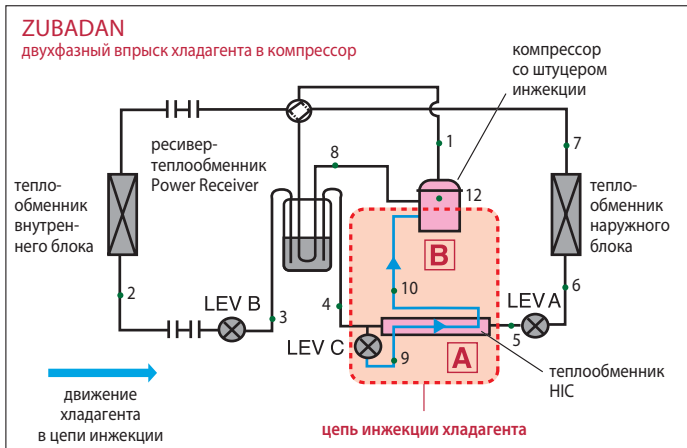 ZUBADAN
двухфазный впрыск хладагента в компрессор
компрессор
со штуцером
инжекции
1
7
8
ресивер-
теплообменник
Power Receiver
12
тепло-
обменник
внутрен-
него блока
тепло-
обменник
наружного
блока
B
2
10
6
LEV B
3
4
LEV A
5
LEV C
9
A
теплообменник
HIC
движение
хладагента
в цепи инжекции
цепь инжекции хладагента